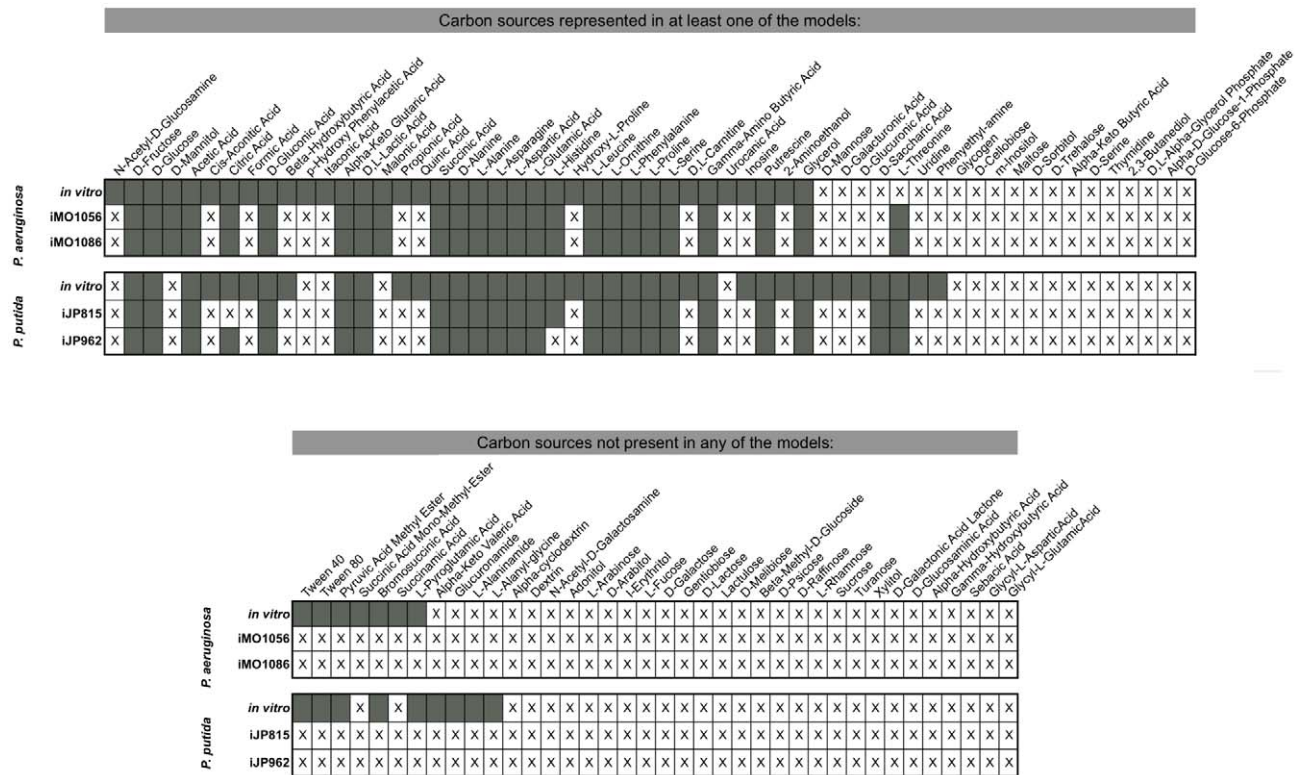 Carbon sources represented in at least one of the models:
N-Acetyl-D-Glucosamine
D-Fructose
D-Glucose
D-Mannitol
Acetic Acid
Cis-Aconitic Acid
Citric Acid
Formic Acid
D-Gluconic Acid
Beta-Hydroxybutyric Acid
p-Hydroxy Phenylacetic Acid
Itaconic Acid
Alpha-Keto Glutaric Acid
D,L-Lactic Acid
Malonic Acid
Propionic Acid
Quinic Acid
Succinic Acid
D-Alanine
L-Alanine
L-Asparagine
L-Aspartic Acid
L-Glutamic Acid
L-Histidine
Hydroxy-L-Proline
L-Leucine
L-Ornithine
L-Phenylalanine
L-Proline
L-Serine
D,L-Carnitine
Gamma-Amino Butyric Acid
Urocanic Acid
Inosine
Putrescine
2-Aminoethanol
Glycerol
D-Mannose
D-Galacturonic Acid
D-Glucuronic Acid
D-Saccharic Acid
L-Threonine
Uridine
Phenyethyl-amine
Glycogen
D-Cellobiose
m-Inositol
Maltose
D-Sorbitol
D-Trehalose
Alpha-Keto Butyric Acid
D-Serine
Thymidine
2,3-Butanediol
D,L-Alpha-Glycerol Phosphate
Alpha-D-Glucose-1-Phosphate
D-Glucose-6-Phosphate
P. aeruginosa
in vitro X X X X X X X X X X X X X X X X X X X X
iMO1056 X X X X X X X X X X X X X X X X X X X X X X X X X X X X X X X X
iMO1086 X X X X X X X X X X X X X X X X X X X X X X X X X X X X X X X X
P. putida
in vitro X X X X X X X X X X X X X X X X X X X
iJP815 X X X X X X X X X X X X X X X X X X X X X X X X X X X X X X X X X X
iJP962 X X X X X X X X X X X X X X X X X X X X X X X X X X X X X X X X X X
Carbon sources not present in any of the models:
Tween 40
Tween 80
Pyruvic Acid Methyl Ester
Succinic Acid Mono-Methyl-Ester
Bromosuccinic Acid
Succinamic Acid
L-Pyroglutamic Acid
Alpha-Keto Valeric Acid
Glucuronamide
L-Alaninamide
L-Alanyl-glycine
Alpha-cyclodextrin
Dextrin
N-Acetyl-D-Galactosamine
Adonitol
L-Arabinose
D-Arabitol
I-Erythritol
L-Fucose
D-Galactose
Gentiobiose
D-Lactose
Lactulose
D-Melibiose
Beta-Methyl-D-Glucoside
D-Psicose
D-Raffinose
L-Rhamnose
Sucrose
Turanose
Xylitol
D-Galactonic Acid Lactone
D-Glucosaminic Acid
Alpha-Hydroxybutyric Acid
Gamma-Hydroxybutyric Acid
Sebacic Acid
Glycyl-L-AsparticAcid
Glycyl-L-GlutamicAcid
P. aeruginosa
in vitro X X X X X X X X X X X X X X X X X X X X X X X X X X X X X X X
iMO1056 X X X X X X X X X X X X X X X X X X X X X X X X X X X X X X X X X X X X X X
iMO1086 X X X X X X X X X X X X X X X X X X X X X X X X X X X X X X X X X X X X X X
P. putida
in vitro X X X X X X X X X X X X X X X X X X X X X X X X X X X X X
iJP815 X X X X X X X X X X X X X X X X X X X X X X X X X X X X X X X X X X X X X X
iJP962 X X X X X X X X X X X X X X X X X X X X X X X X X X X X X X X X X X X X X X